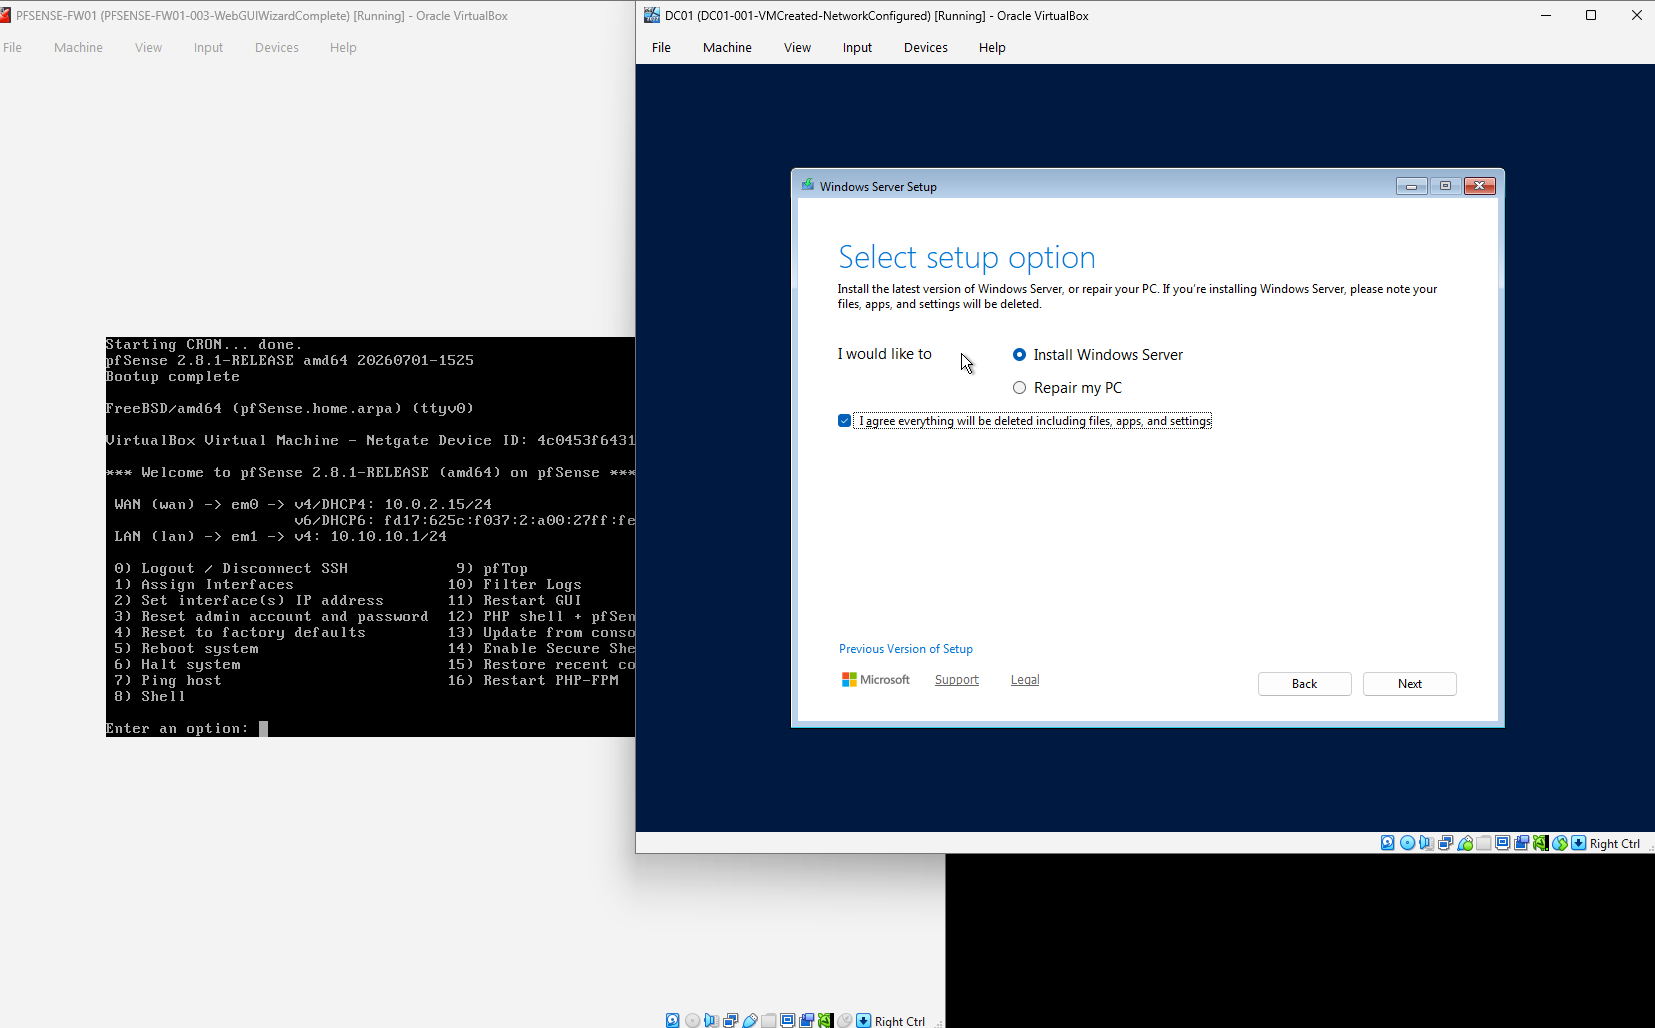 PFSENSE-FW01 (PFSENSE-FW01-003-WebGUIWizardComplete) [Running] - Oracle VirtualBox
File Machine View Input Devices Help
Starting CRON... done.
pfSense 2.8.1-RELEASE amd64 20260701-1525
Bootup complete
FreeBSD/amd64 (pfSense.home.arpa) (ttyv0)
VirtualBox Virtual Machine - Netgate Device ID: 4c0453f6431
*** Welcome to pfSense 2.8.1-RELEASE (amd64) on pfSense ***
WAN (wan) -> em0 -> v4/DHCP4: 10.0.2.15/24
v6/DHCP6: fd17:625c:f037:2:a00:27ff:fe
LAN (lan) -> em1 -> v4: 10.10.10.1/24
0) Logout / Disconnect SSH 9) pfTop
1) Assign Interfaces 10) Filter Logs
2) Set interface(s) IP address 11) Restart GUI
3) Reset admin account and password 12) PHP shell + pfSen
4) Reset to factory defaults 13) Update from conso
5) Reboot system 14) Enable Secure She
6) Halt system 15) Restore recent co
7) Ping host 16) Restart PHP-FPM
8) Shell
Enter an option:
Right Ctrl
DC01 (DC01-001-VMCreated-NetworkConfigured) [Running] - Oracle VirtualBox
File Machine View Input Devices Help
Windows Server Setup
Select setup option
Install the latest version of Windows Server, or repair your PC. If you're installing Windows Server, please note your
files, apps, and settings will be deleted.
I would like to
Install Windows Server
Repair my PC
I agree everything will be deleted including files, apps, and settings
Previous Version of Setup
Microsoft Support Legal
Back Next
Right Ctrl